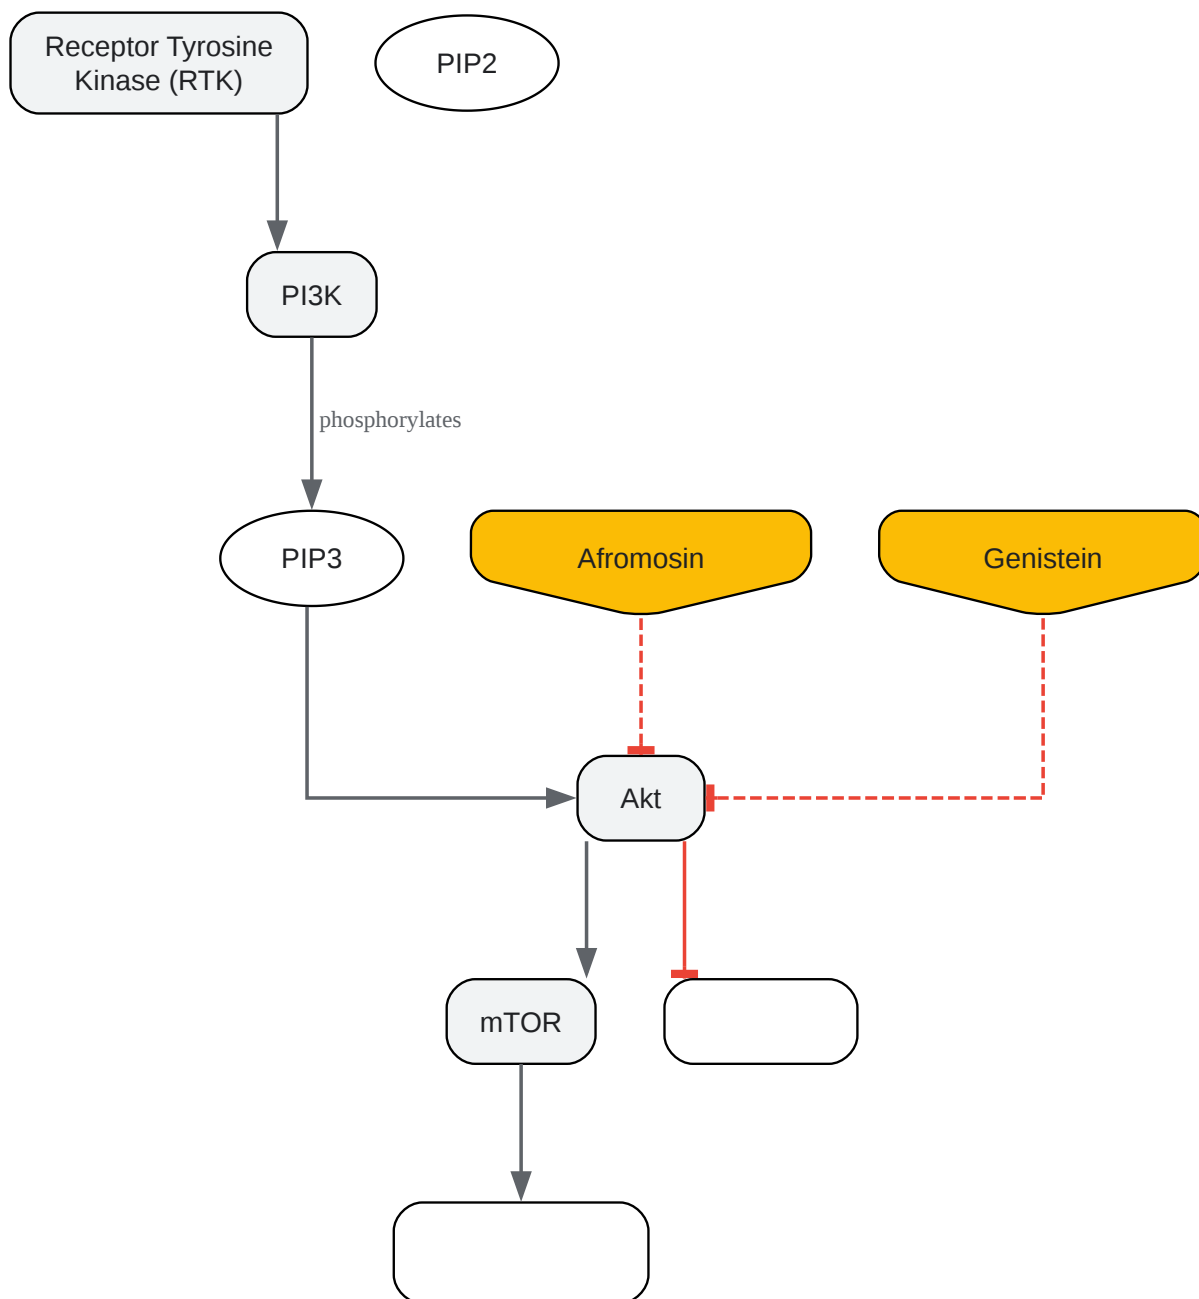 Receptor Tyrosine
Kinase (RTK)
PIP2
PI3K
phosphorylates
PIP3
Afromosin
Genistein
Akt
mTOR